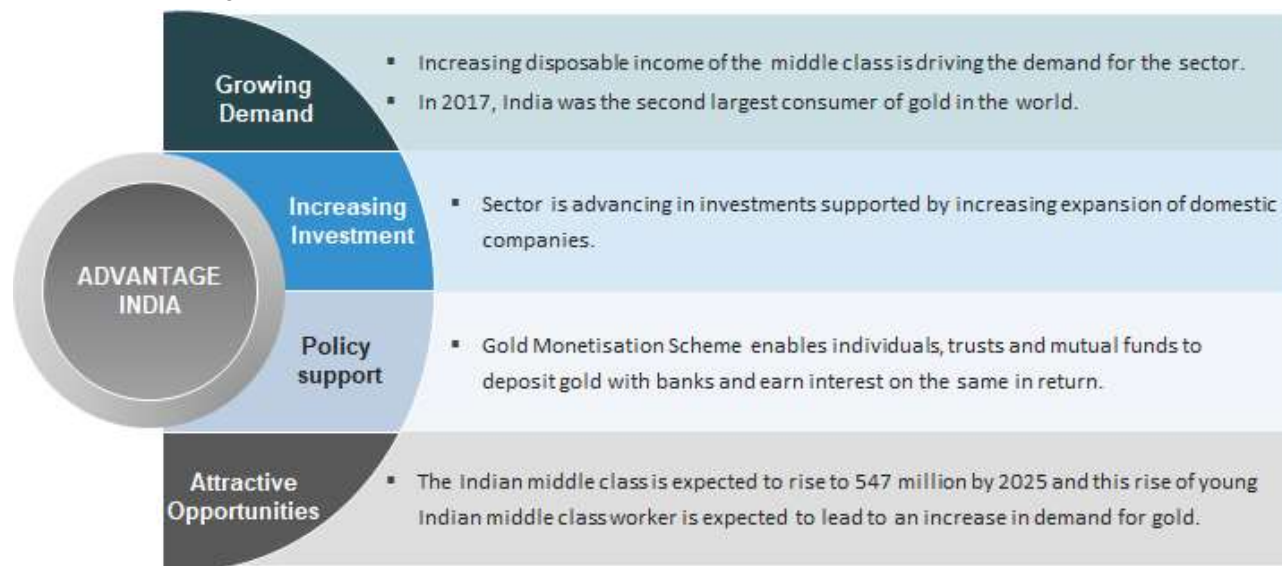 ADVANTAGE
INDIA
Growing
Demand
▪ Increasing disposable income of the middle class is driving the demand for the sector.
▪ In 2017, India was the second largest consumer of gold in the world.
Increasing
Investment
▪ Sector is advancing in investments supported by increasing expansion of domestic
companies.
Policy
support
▪ Gold Monetisation Scheme enables individuals, trusts and mutual funds to
deposit gold with banks and earn interest on the same in return.
Attractive
Opportunities
▪ The Indian middle class is expected to rise to 547 million by 2025 and this rise of young
Indian middle class worker is expected to lead to an increase in demand for gold.